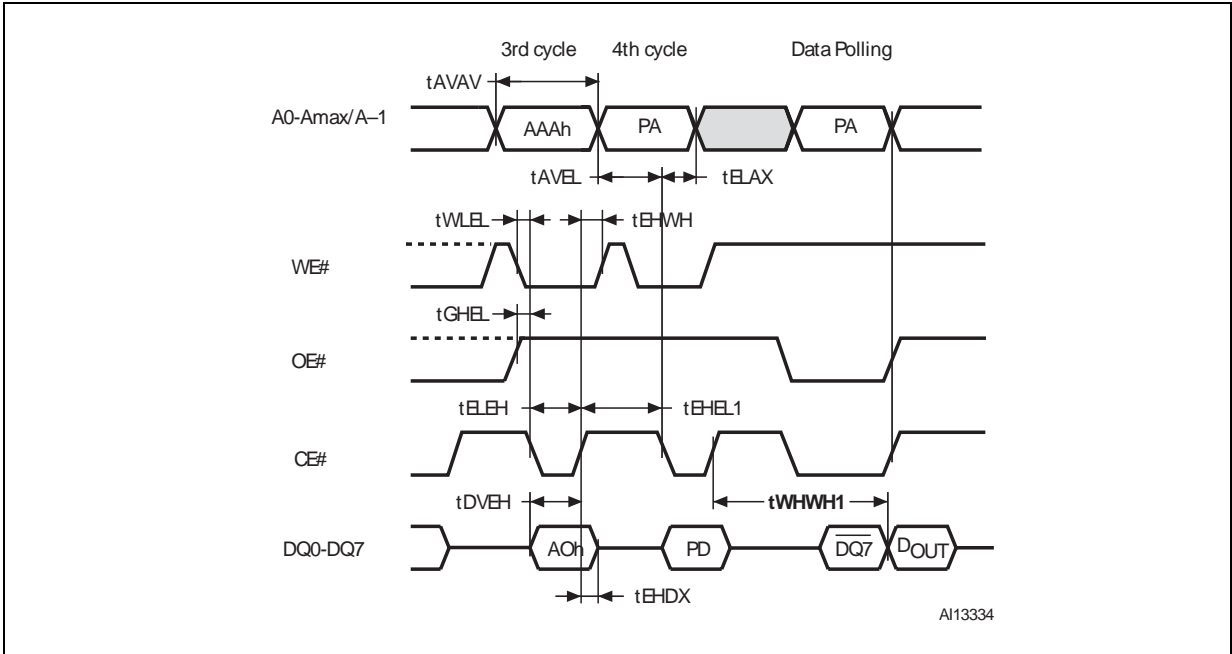 3rd cycle 4th cycle Data Polling
tAVAV
A0-Amax/A–1 AAAh PA PA
tAVEL tELAX
tWLEL tEHWH
WE#
tGHEL
OE#
tELEH tEHEL1
CE#
tDVEH tWHWH1
DQ0-DQ7 AOh PD DQ7 DOUT
tEHDX
AI13334